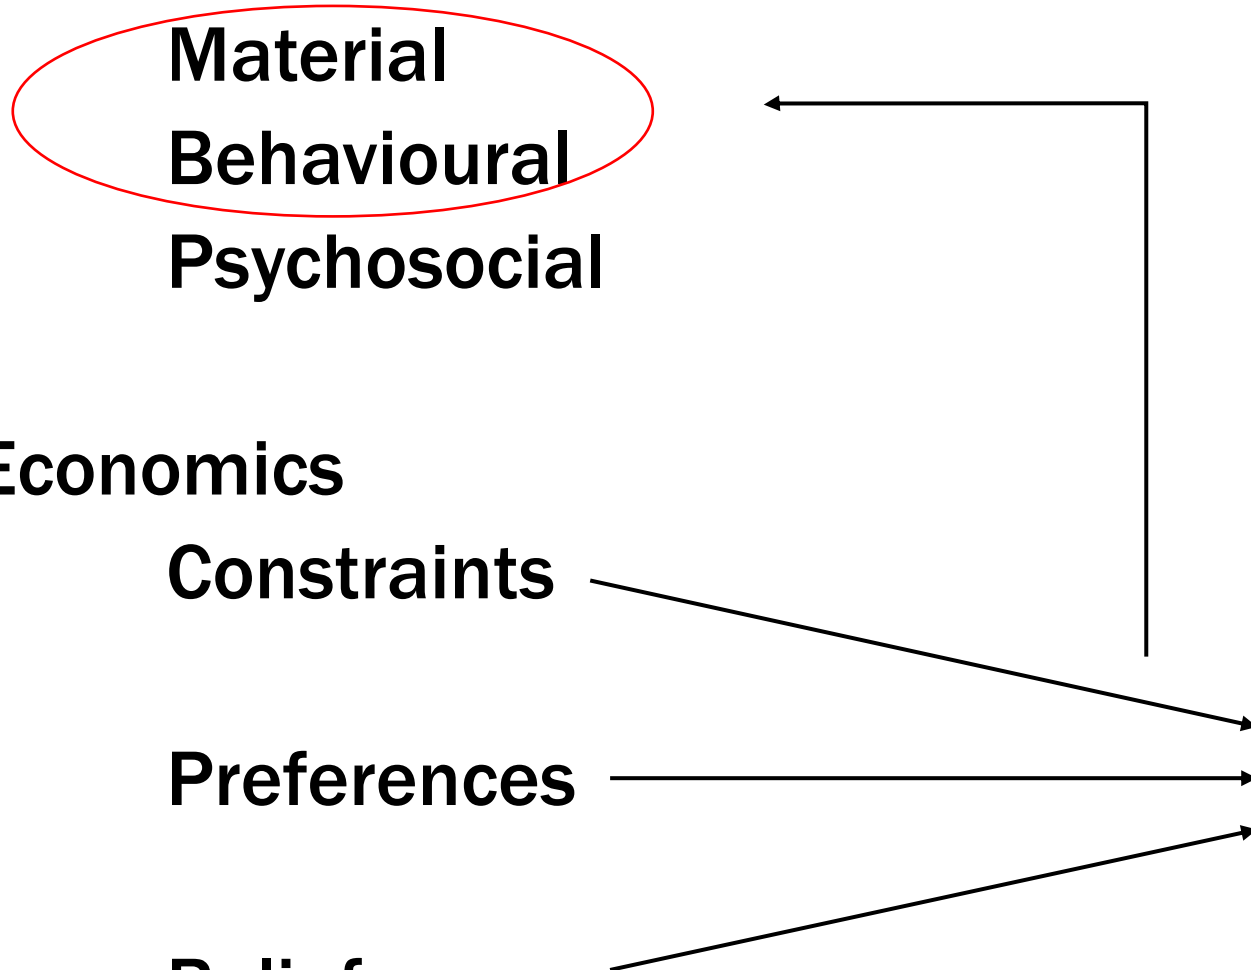 Material
Behavioural
Psychosocial
Economics
Constraints
Preferences